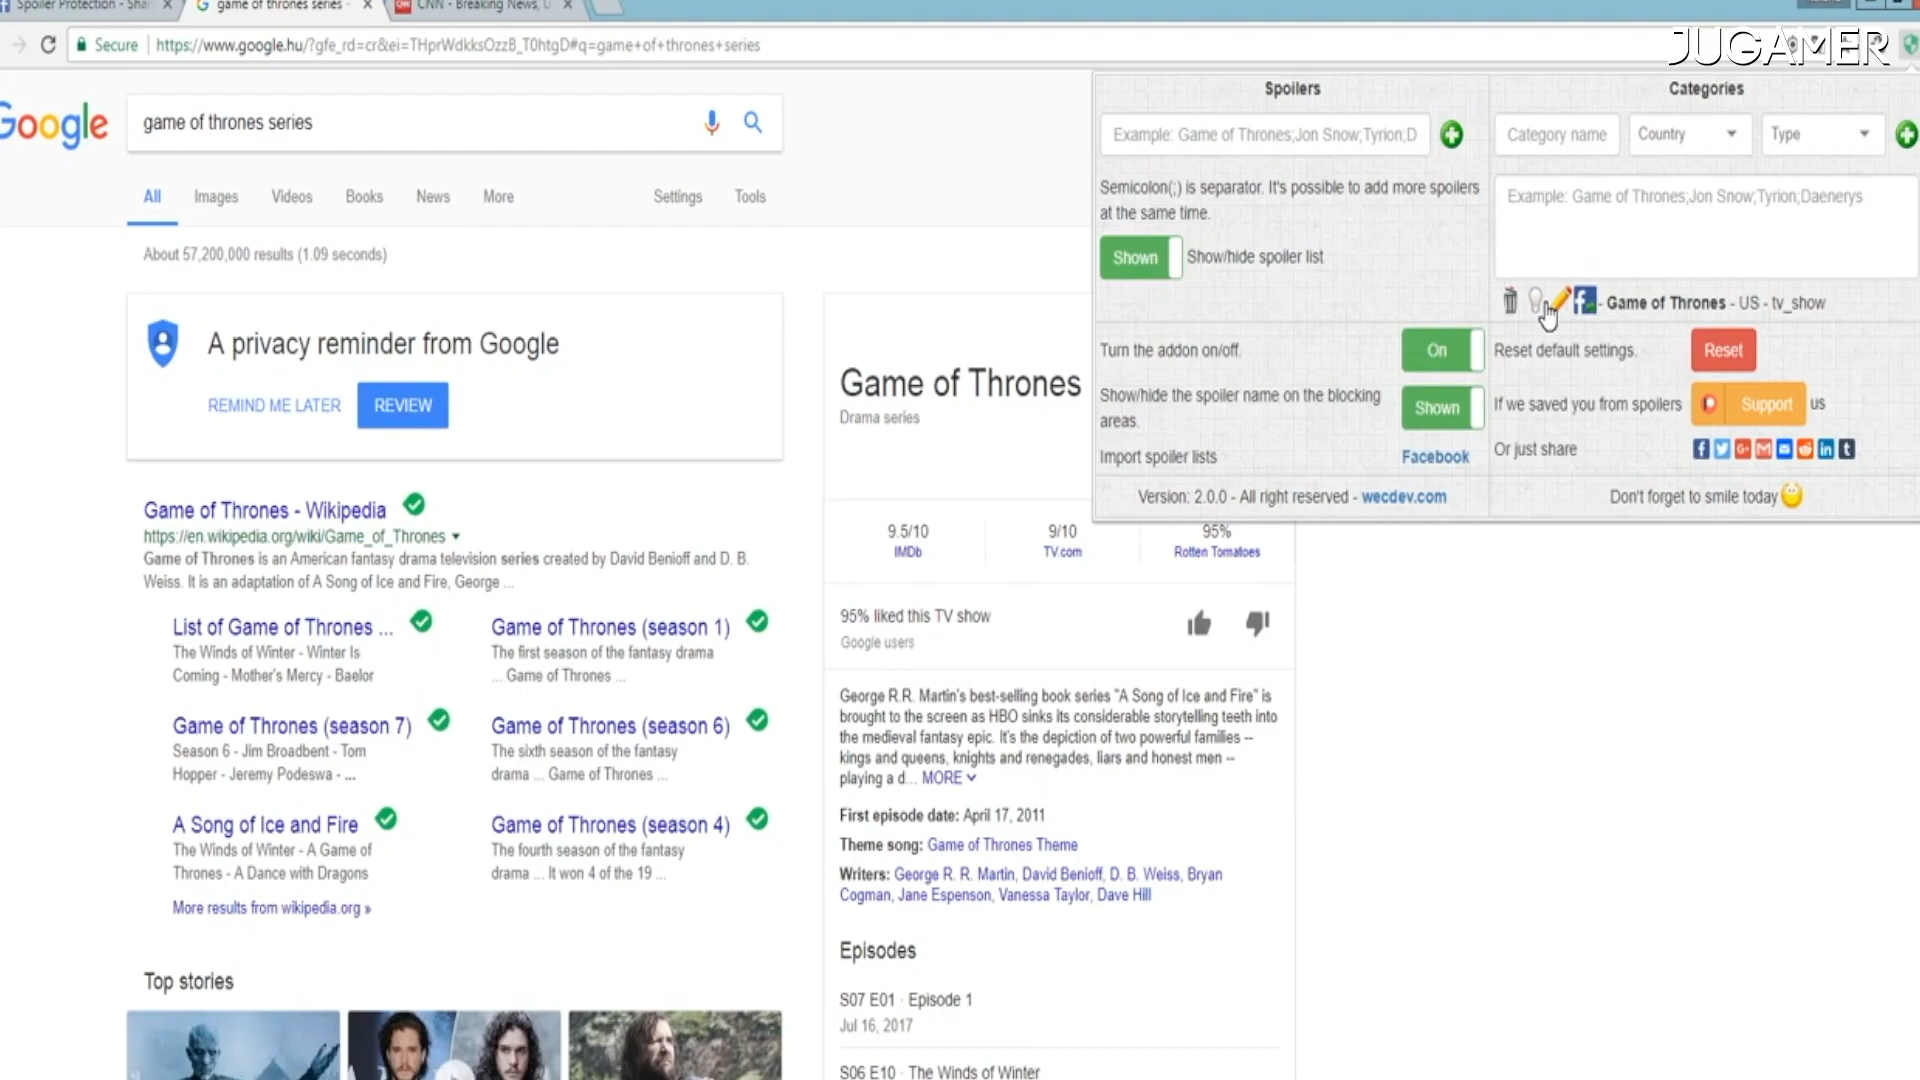 Spoiler Protection - Shar
game of thrones series -
CNN - Breaking News, U
Secure
https://www.google.hu/?gfe_rd=cr&ei=THprWdkksOzzB_T0htgD#q=game+of+thrones+series
JUGAMER
Google
game of thrones series
All Images Videos Books News More Settings Tools
About 57,200,000 results (1.09 seconds)
A privacy reminder from Google
REMIND ME LATER REVIEW
Game of Thrones - Wikipedia
https://en.wikipedia.org/wiki/Game_of_Thrones
Game of Thrones is an American fantasy drama television series created by David Benioff and D. B.
Weiss. It is an adaptation of A Song of Ice and Fire, George ...
List of Game of Thrones ...
The Winds of Winter - Winter Is
Coming - Mother's Mercy - Baelor
Game of Thrones (season 1)
The first season of the fantasy drama
... Game of Thrones ...
Game of Thrones (season 7)
Season 6 - Jim Broadbent - Tom
Hopper - Jeremy Podeswa - ...
Game of Thrones (season 6)
The sixth season of the fantasy
drama ... Game of Thrones ...
A Song of Ice and Fire
The Winds of Winter - A Game of
Thrones - A Dance with Dragons
Game of Thrones (season 4)
The fourth season of the fantasy
drama ... It won 4 of the 19 ...
More results from wikipedia.org »
Top stories
Game of Thrones
Drama series
9.5/10
IMDb
9/10
TV.com
95%
Rotten Tomatoes
95% liked this TV show
Google users
George R.R. Martin's best-selling book series "A Song of Ice and Fire" is
brought to the screen as HBO sinks its considerable storytelling teeth into
the medieval fantasy epic. It's the depiction of two powerful families --
kings and queens, knights and renegades, liars and honest men --
playing a d... MORE
First episode date: April 17, 2011
Theme song: Game of Thrones Theme
Writers: George R. R. Martin, David Benioff, D. B. Weiss, Bryan
Cogman, Jane Espenson, Vanessa Taylor, Dave Hill
Episodes
S07 E01 · Episode 1
Jul 16, 2017
S06 E10 · The Winds of Winter
Spoilers
Example: Game of Thrones;Jon Snow;Tyrion;D
Semicolon(;) is separator. It's possible to add more spoilers
at the same time.
Shown Show/hide spoiler list
Turn the addon on/off. On
Show/hide the spoiler name on the blocking
areas.
Shown
Import spoiler lists Facebook
Version: 2.0.0 - All right reserved - wecdev.com
Categories
Category name Country Type
Example: Game of Thrones;Jon Snow;Tyrion;Daenerys
- Game of Thrones - US - tv_show
Reset default settings. Reset
If we saved you from spoilers Support us
Or just share
Don't forget to smile today